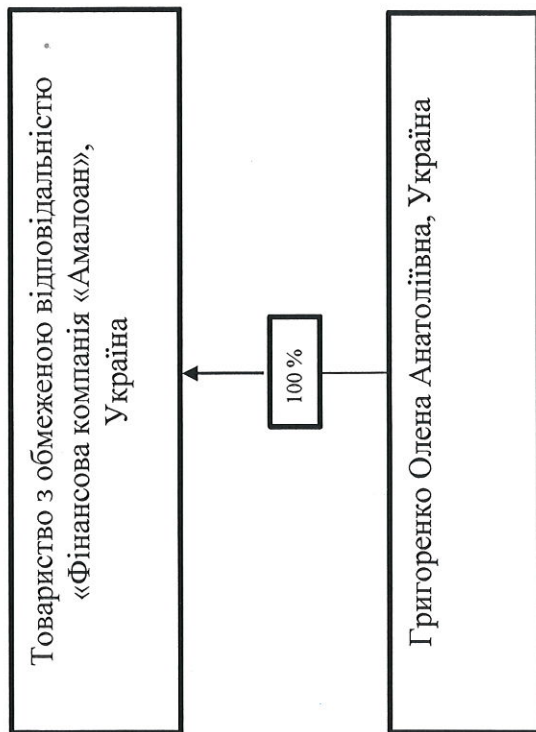 Товариство з обмеженою відповідальністю
«Фінансова компанія «Амалоан»,
Україна
100 %
Григоренко Олена Анатоліївна, Україна